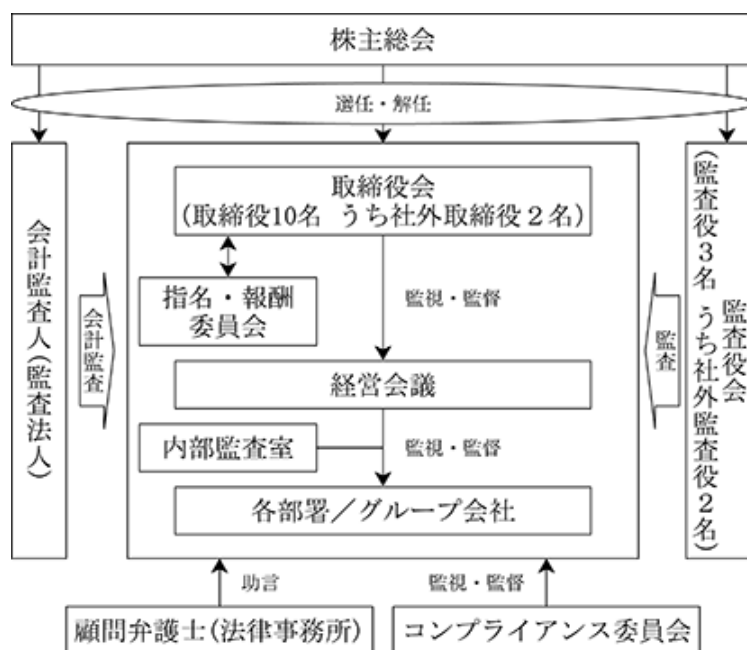 株主総会
選任・解任
会計監査人(監査法人)
会計監査
取締役会
(取締役10名 うち社外取締役2名)
指名・報酬
委員会
監視・監督
経営会議
内部監査室
監視・監督
各部署/グループ会社
監査
監査役会
(監査役3名 うち社外監査役2名)
助言
監視・監督
顧問弁護士(法律事務所)
コンプライアンス委員会